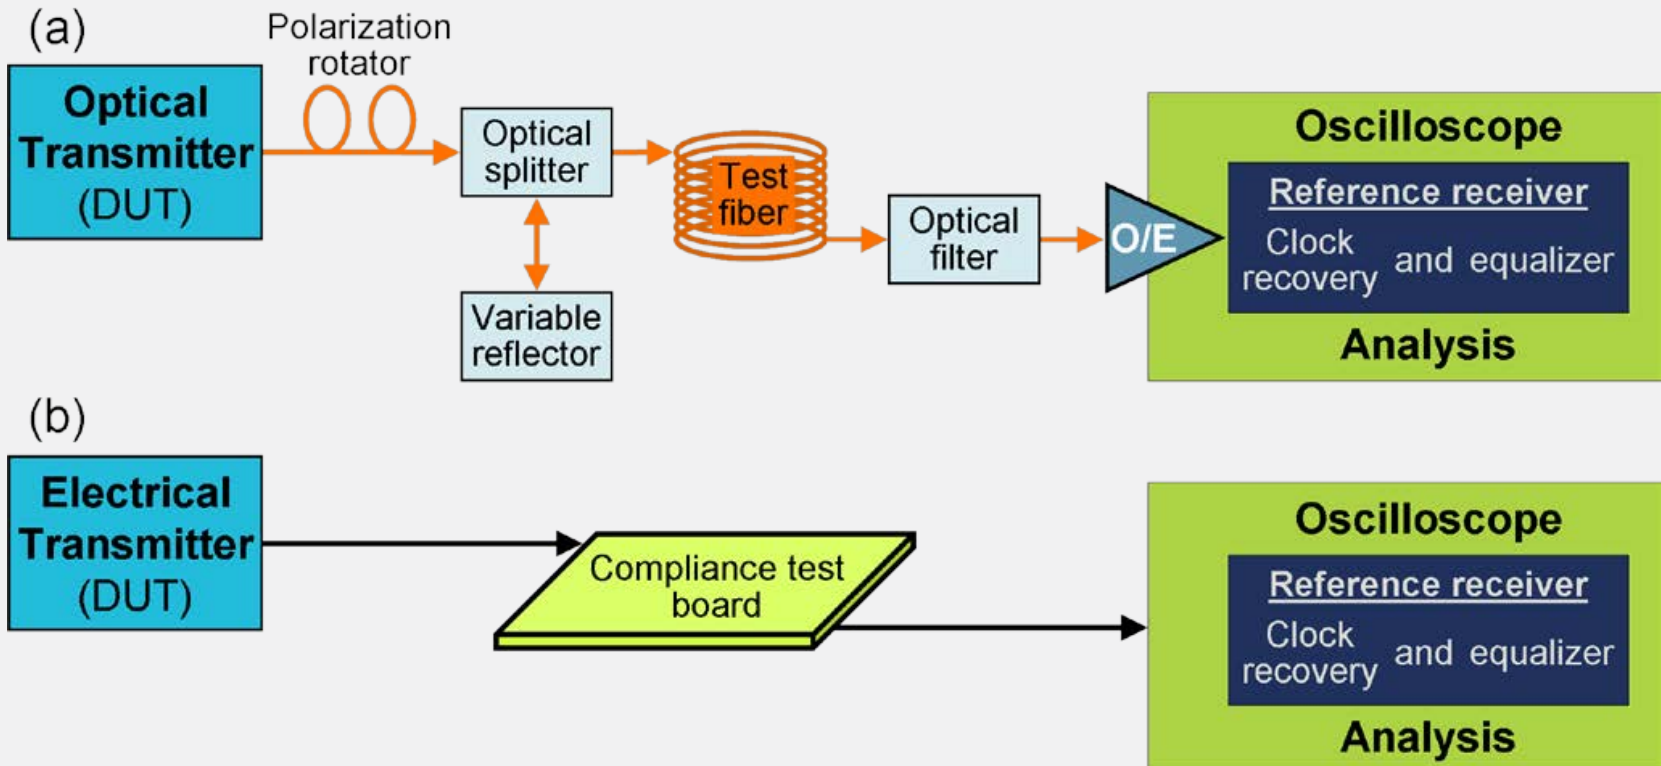 (a)
Polarization
rotator
Optical
Transmitter
(DUT)
Optical
splitter
Variable
reflector
Test
fiber
Optical
filter
O/E
Oscilloscope
Reference receiver
Clock
recovery and equalizer
Analysis
(b)
Electrical
Transmitter
(DUT)
Compliance test
board
Oscilloscope
Reference receiver
Clock
recovery and equalizer
Analysis